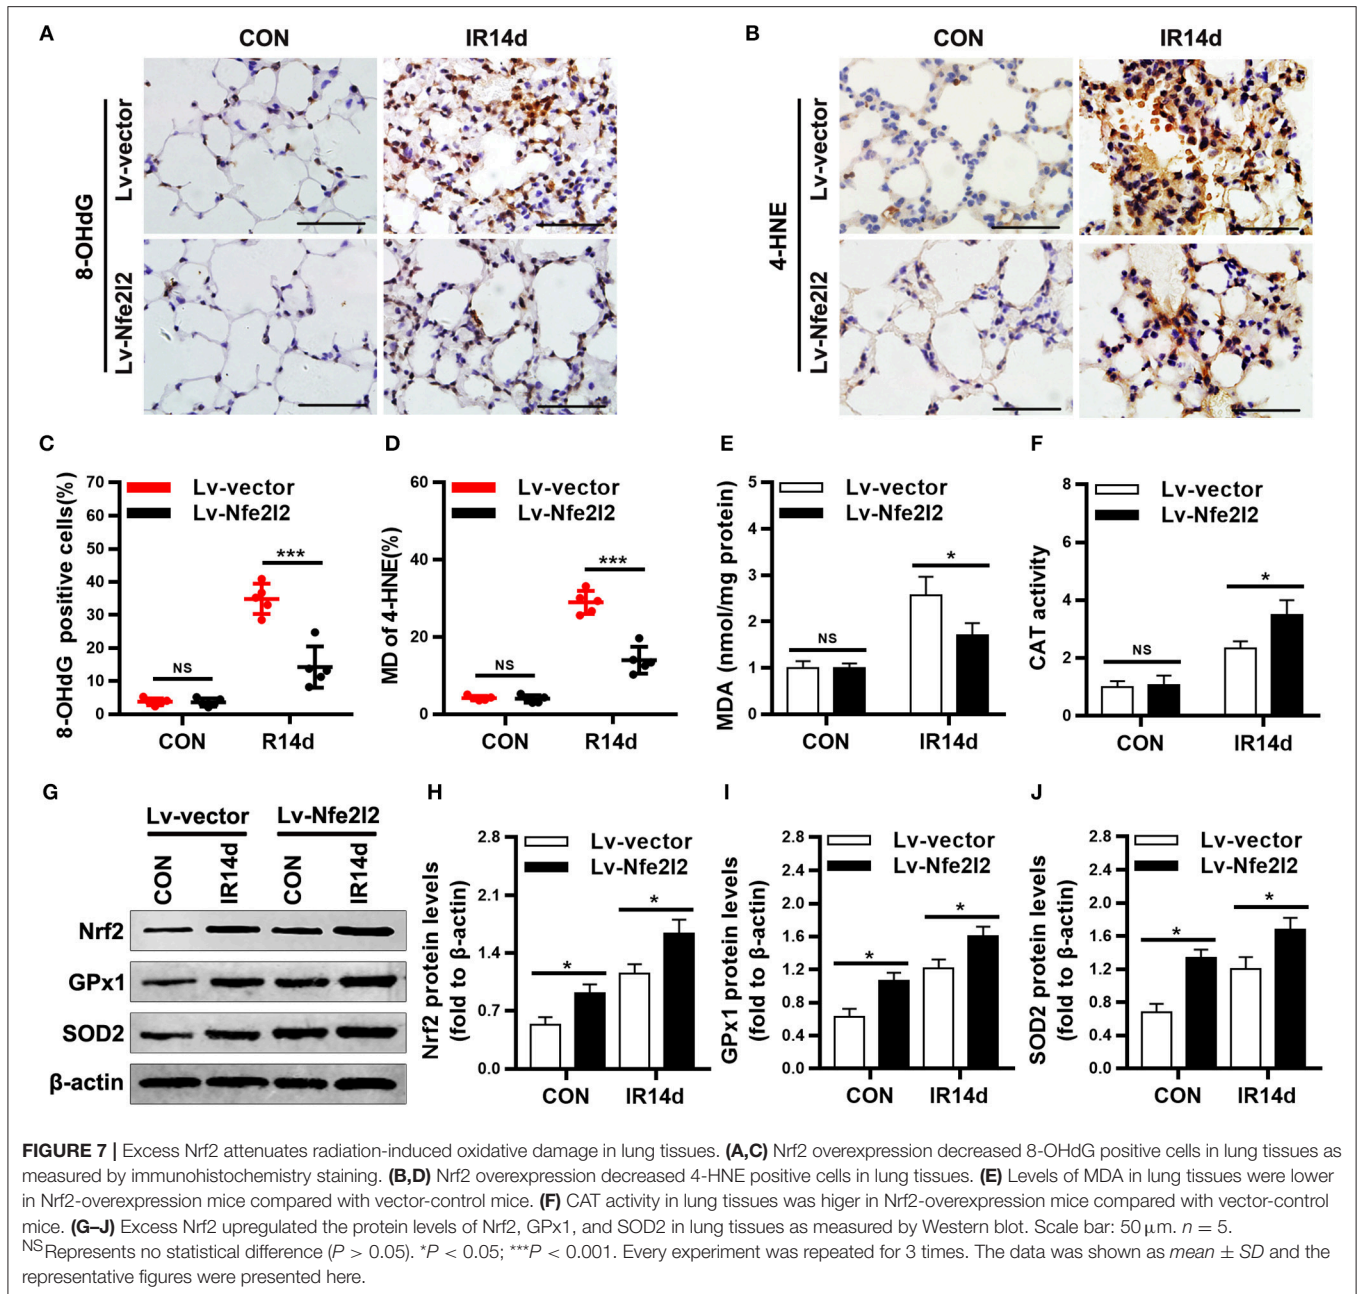 A
CON
IR14d
8-OHdG
Lv-vector
Lv-Nfe2l2
B
CON
IR14d
4-HNE
Lv-vector
Lv-Nfe2l2
C
8-OHdG positive cells(%)
70
60
50
40
30
20
10
0
Lv-vector
Lv-Nfe2l2
NS
***
CON
R14d
D
MD of 4-HNE(%)
60
40
20
0
Lv-vector
Lv-Nfe2l2
NS
***
CON
R14d
E
MDA (nmol/mg protein)
5
4
3
2
1
0
Lv-vector
Lv-Nfe2l2
NS
*
CON
IR14d
F
CAT activity
8
6
4
2
0
Lv-vector
Lv-Nfe2l2
NS
*
CON
IR14d
G
Lv-vector
Lv-Nfe2l2
CON
IR14d
CON
IR14d
Nrf2
GPx1
SOD2
β-actin
H
Nrf2 protein levels
(fold to β-actin)
2.8
2.1
1.4
0.7
0.0
Lv-vector
Lv-Nfe2l2
*
*
CON
IR14d
I
GPx1 protein levels
(fold to β-actin)
2.8
2.4
2.0
1.6
1.2
0.8
0.4
0.0
Lv-vector
Lv-Nfe2l2
*
*
CON
IR14d
J
SOD2 protein levels
(fold to β-actin)
2.8
2.4
2.0
1.6
1.2
0.8
0.4
0.0
Lv-vector
Lv-Nfe2l2
*
*
CON
IR14d
FIGURE 7 | Excess Nrf2 attenuates radiation-induced oxidative damage in lung tissues. (A,C) Nrf2 overexpression decreased 8-OHdG positive cells in lung tissues as
measured by immunohistochemistry staining. (B,D) Nrf2 overexpression decreased 4-HNE positive cells in lung tissues. (E) Levels of MDA in lung tissues were lower
in Nrf2-overexpression mice compared with vector-control mice. (F) CAT activity in lung tissues was higer in Nrf2-overexpression mice compared with vector-control
mice. (G–J) Excess Nrf2 upregulated the protein levels of Nrf2, GPx1, and SOD2 in lung tissues as measured by Western blot. Scale bar: 50 μm. n = 5.
NS Represents no statistical difference (P > 0.05). *P < 0.05; ***P < 0.001. Every experiment was repeated for 3 times. The data was shown as mean ± SD and the
representative figures were presented here.